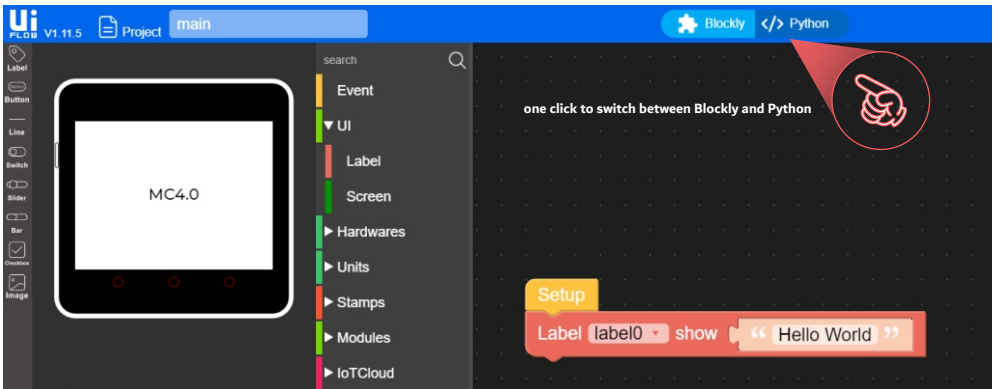 Ui
FLOW V1.11.5 Project main Blockly </> Python
Label
Button
Line
Switch
Slider
Bar
Checkbox
Image
MC4.0
search
Event
UI
Label
Screen
Hardwares
Units
Stamps
Modules
IoTCloud
one click to switch between Blockly and Python
Setup
Label label0 show “ Hello World ”